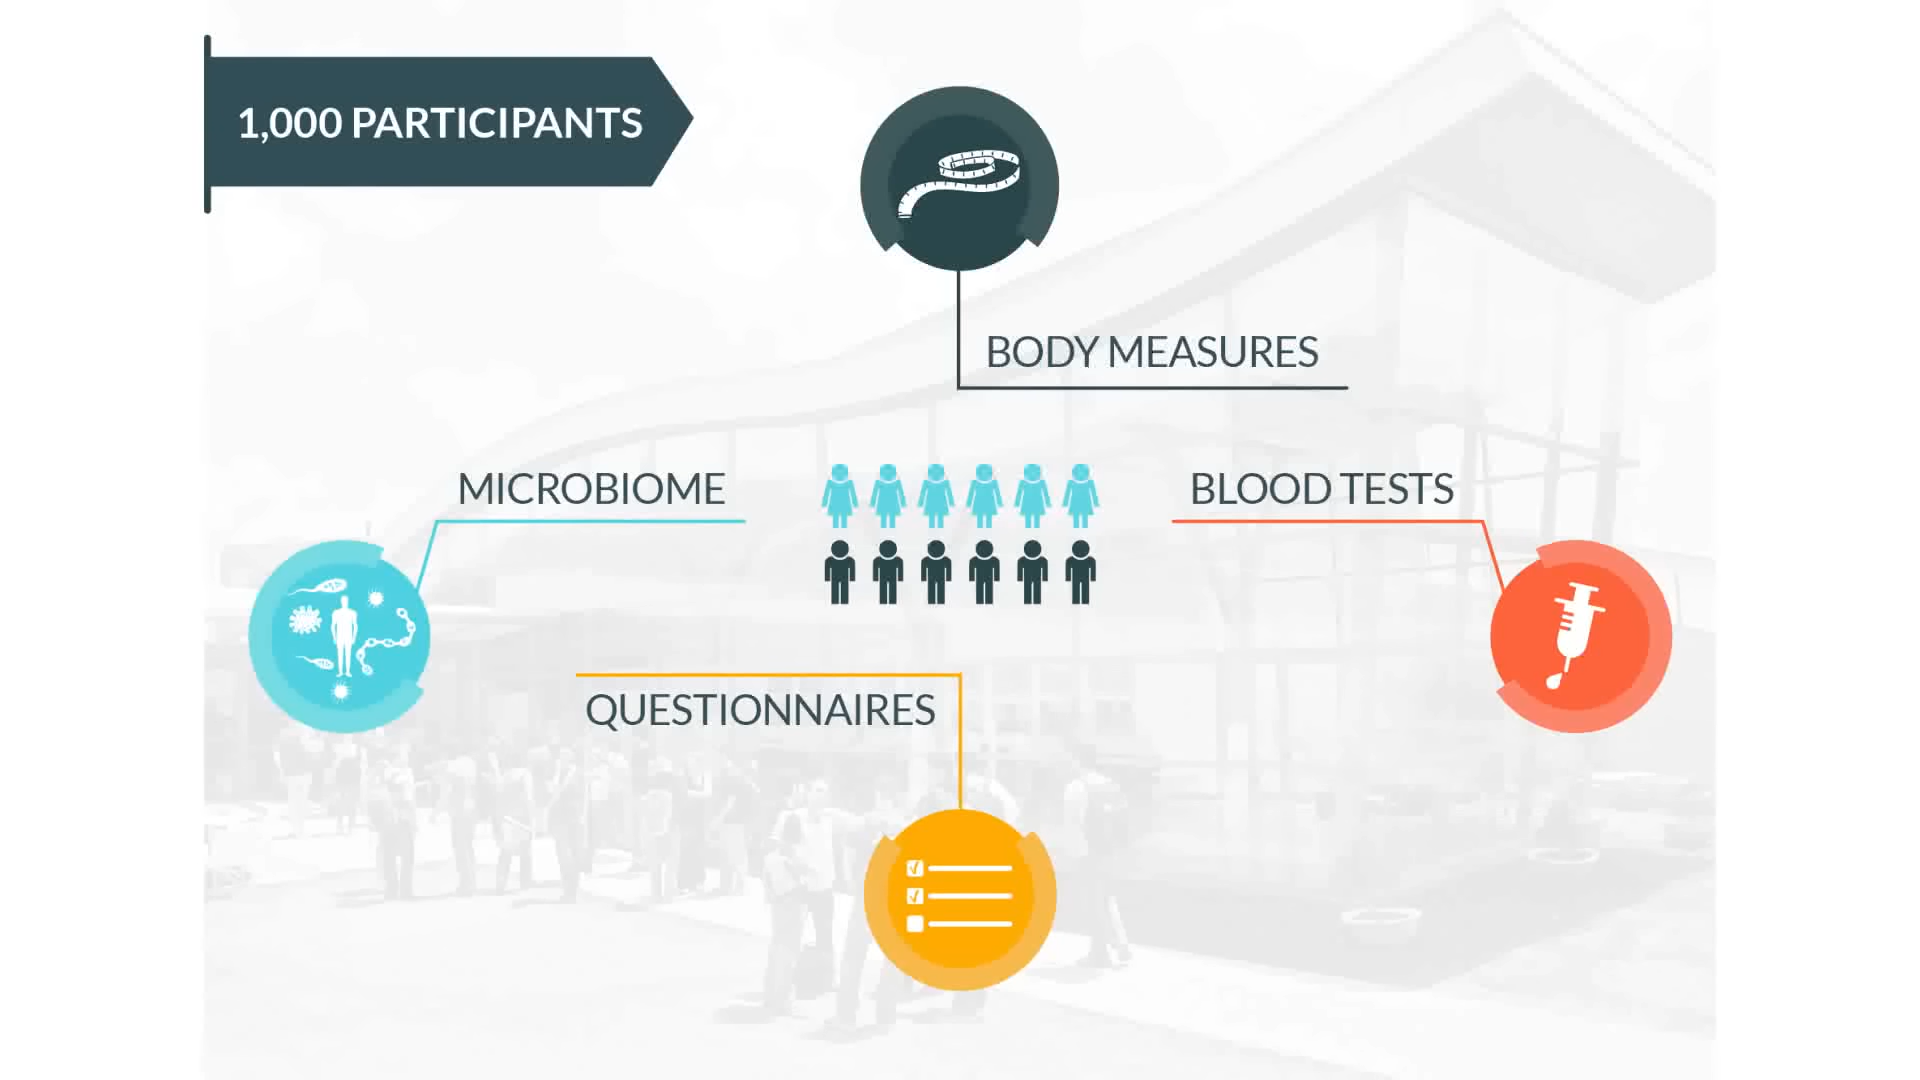 1,000 PARTICIPANTS
BODY MEASURES
MICROBIOME
BLOOD TESTS
QUESTIONNAIRES